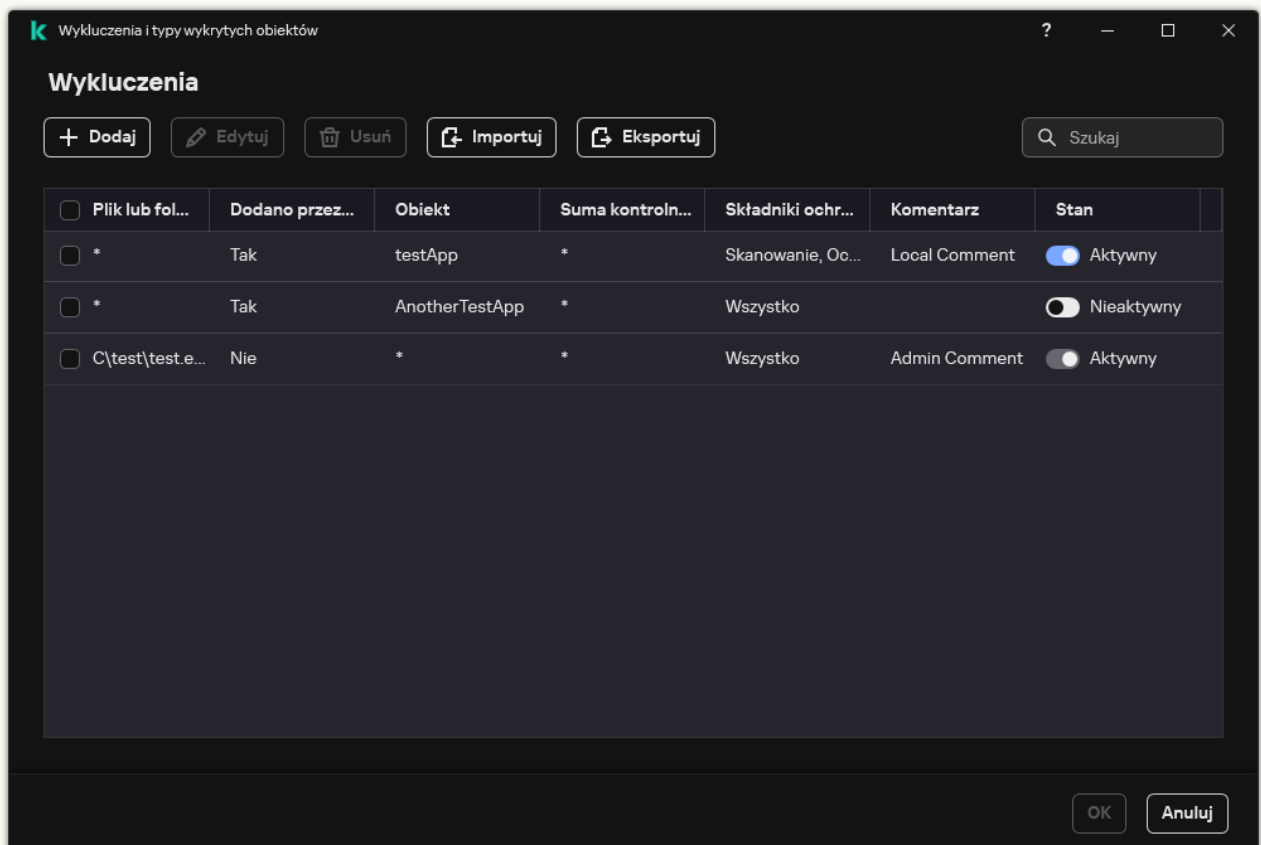 Wykluczenia i typy wykrytych obiektów ?
Wykluczenia
Dodaj Edytuj Usuń Importuj Eksportuj Szukaj
Plik lub fol... Dodano przez... Obiekt Suma kontroln... Składniki ochr... Komentarz Stan
* Tak testApp * Skanowanie, Oc... Local Comment Aktywny
* Tak AnotherTestApp * Wszystko Nieaktywny
C\test\test.e... Nie * * Wszystko Admin Comment Aktywny
OK Anuluj